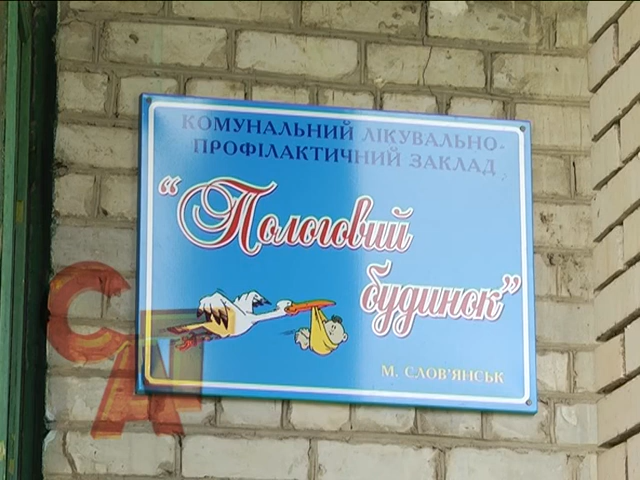 КОМУНАЛЬНИЙ ЛІКУВАЛЬНО-
ПРОФІЛАКТИЧНИЙ ЗАКЛАД
“Пологовий
будинок”
М. СЛОВ'ЯНСЬК